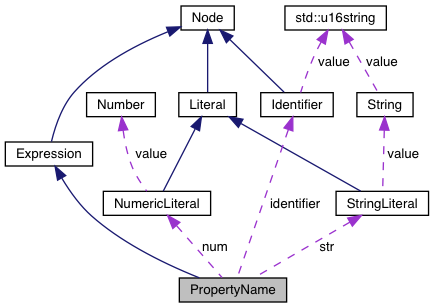 Node
std::u16string
value
value
Number
Literal
Identifier
String
Expression
value
value
NumericLiteral
identifier
StringLiteral
num
str
PropertyName